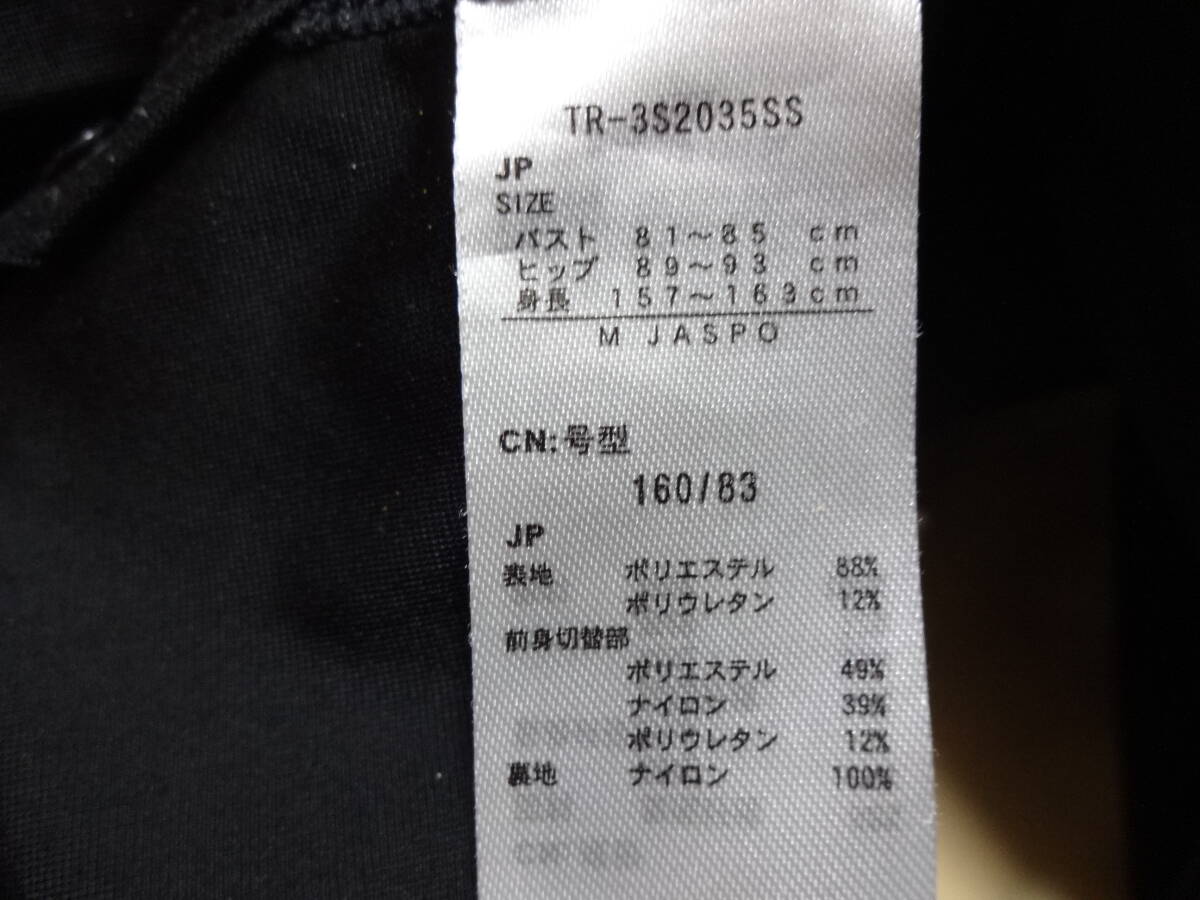 TR-3S2035SS
JP
SIZE
バスト 81～85 cm
ヒップ 89～93 cm
身長 157～163cm
M JASPO
CN:号型
160/83
JP
表地 ポリエステル 88%
ポリウレタン 12%
前身切替部
ポリエステル 49%
ナイロン 39%
ポリウレタン 12%
裏地 ナイロン 100%